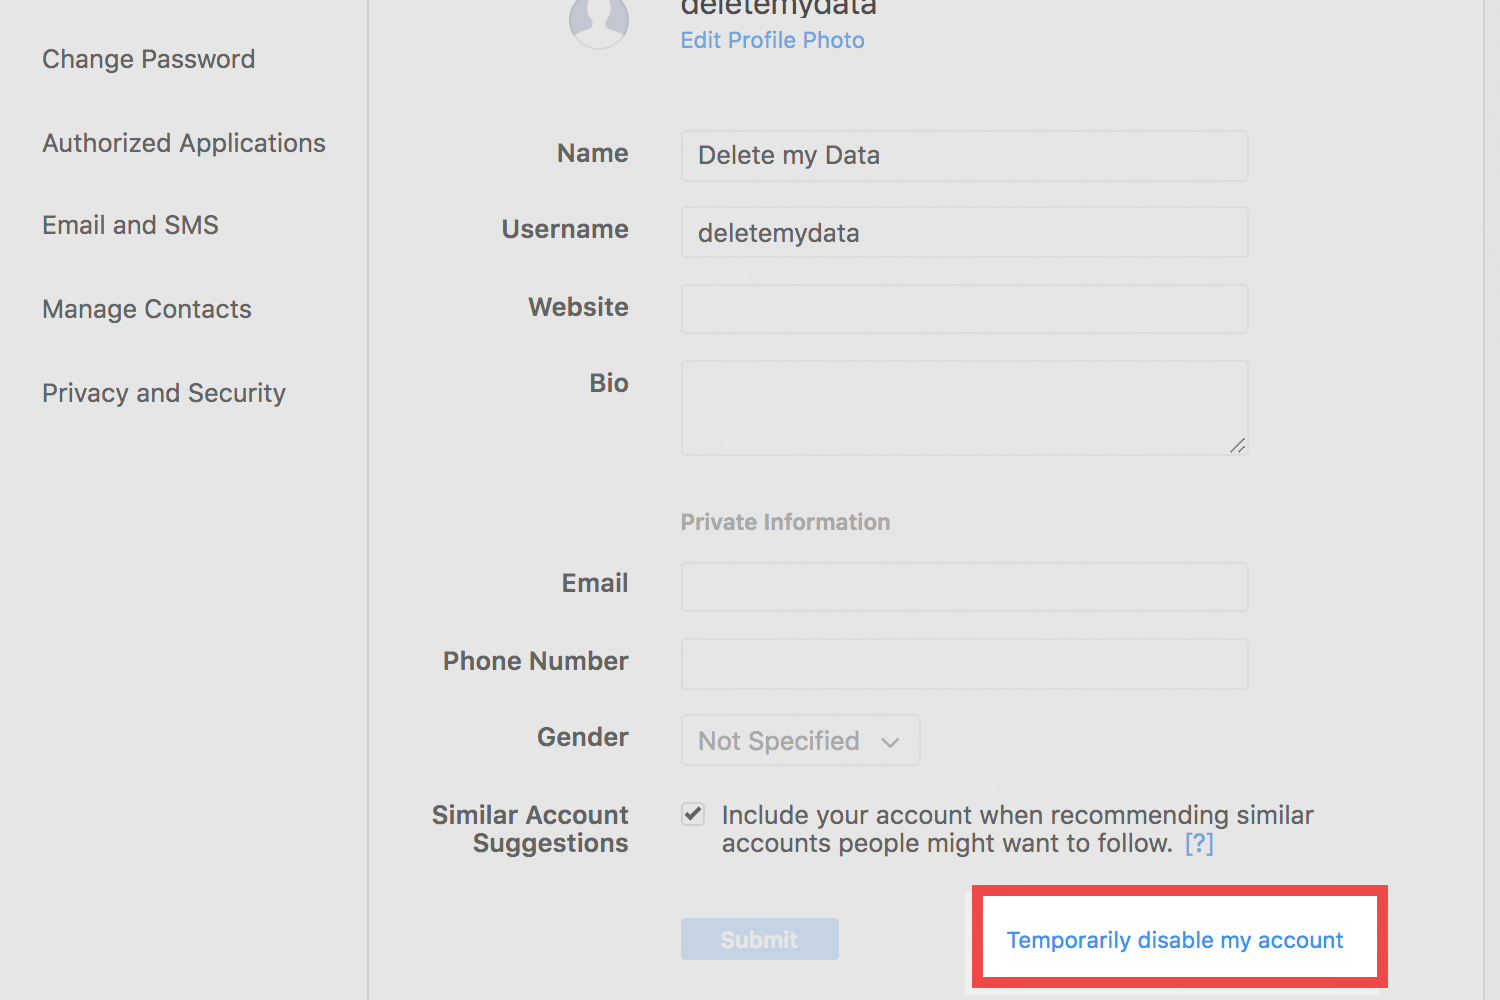 deletemydata
Edit Profile Photo
Change Password
Authorized Applications
Email and SMS
Manage Contacts
Privacy and Security
Name
Delete my Data
Username
deletemydata
Website
Bio
Private Information
Email
Phone Number
Gender
Not Specified
Similar Account
Suggestions
Include your account when recommending similar
accounts people might want to follow. [?]
Submit
Temporarily disable my account